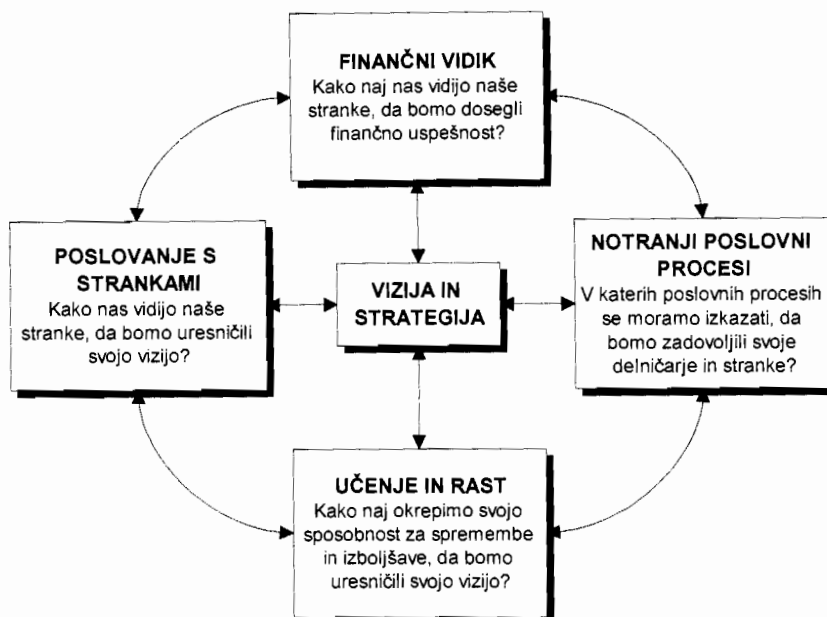 FINANČNI VIDIK
Kako naj nas vidijo naše
stranke, da bomo dosegli
finančno uspešnost?
POSLOVANJE S
STRANKAMI
Kako nas vidijo naše
stranke, da bomo uresničili
svojo vizijo?
VIZIJA IN
STRATEGIJA
NOTRANJI POSLOVNI
PROCESI
V katerih poslovnih procesih
se moramo izkazati, da
bomo zadovoljili svoje
delničarje in stranke?
UČENJE IN RAST
Kako naj okrepimo svojo
sposobnost za spremembe
in izboljšave, da bomo
uresničili svojo vizijo?